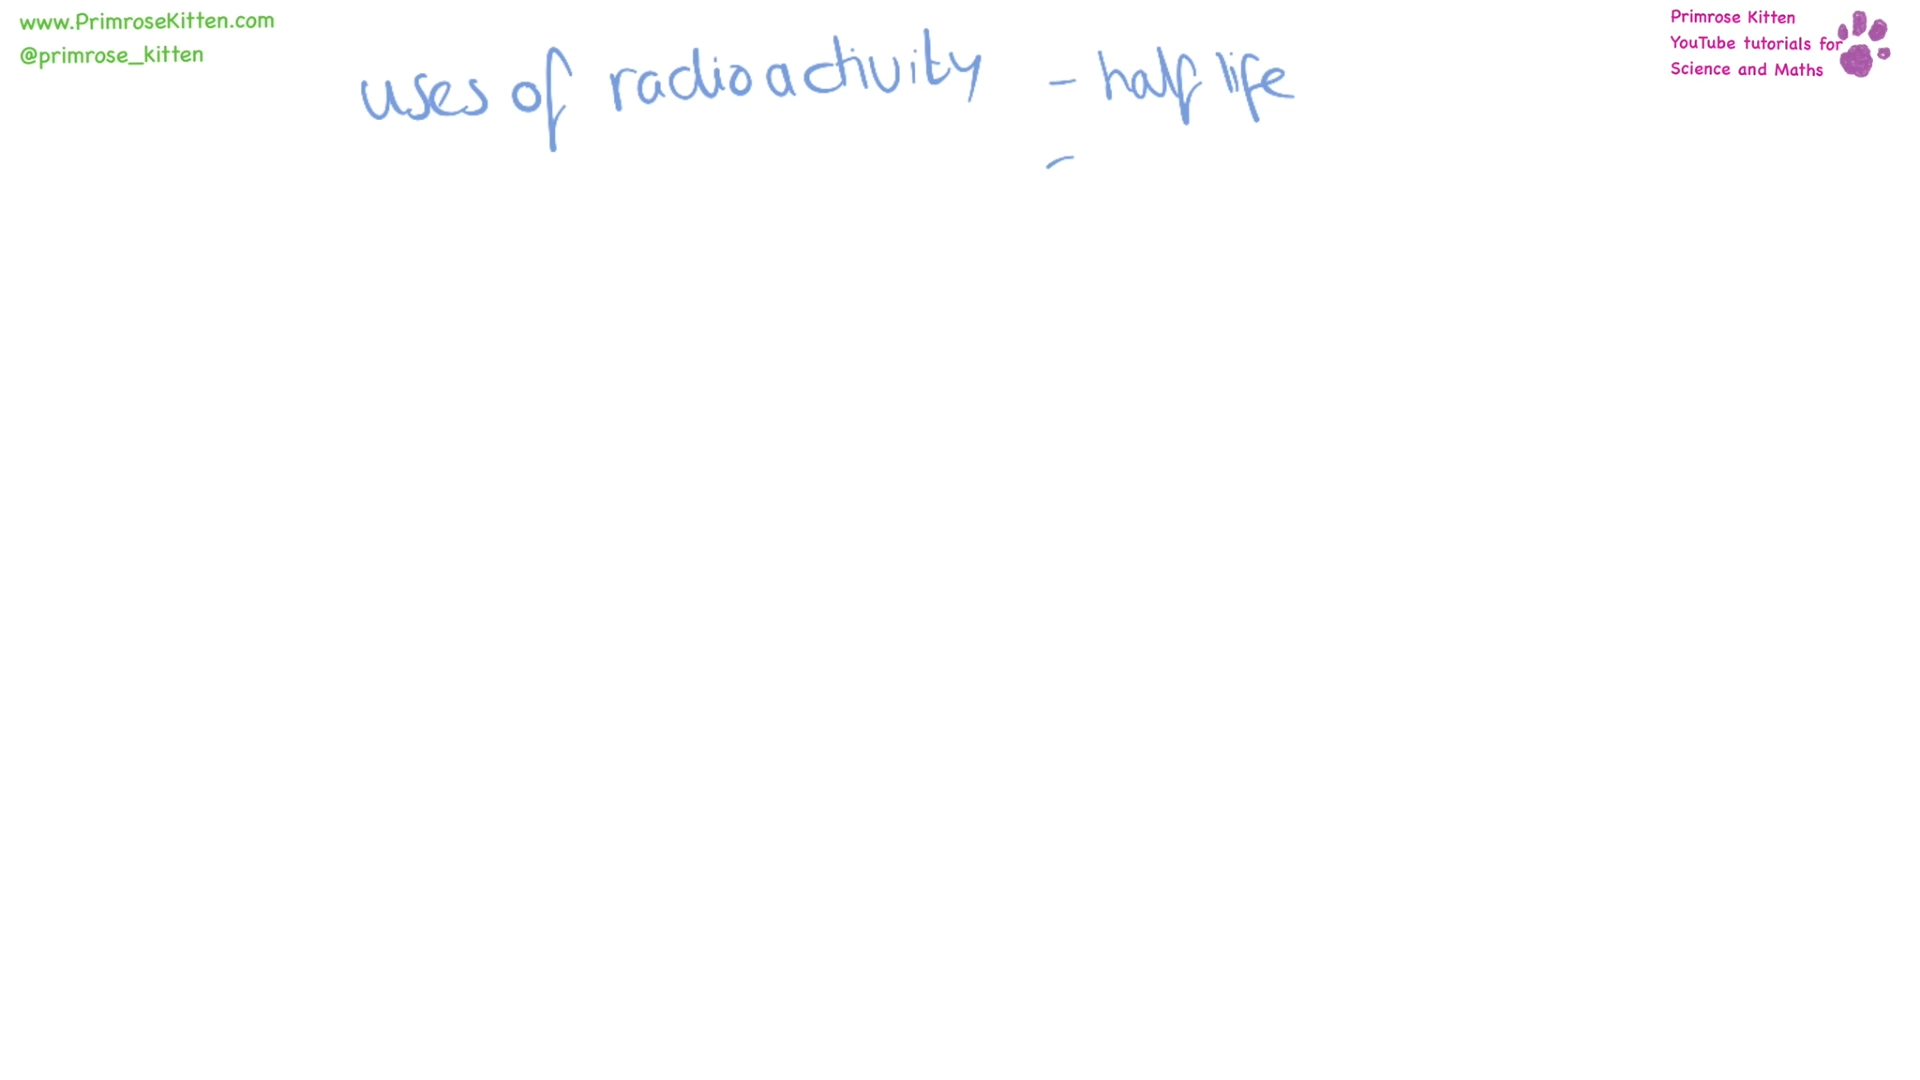 www.PrimroseKitten.com
@primrose_kitten
uses of radioactivity - half life
-
Primrose Kitten
YouTube tutorials for
Science and Maths